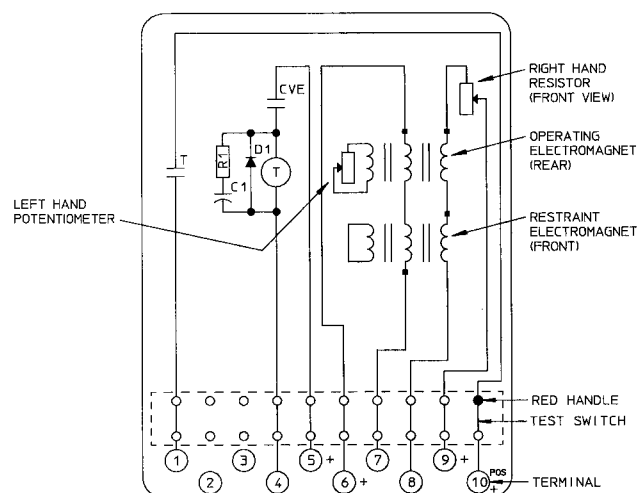 CVE
RIGHT HAND
RESISTOR
(FRONT VIEW)
D1
R1
T
T
C1
OPERATING
ELECTROMAGNET
(REAR)
LEFT HAND
POTENTIOMETER
RESTRAINT
ELECTROMAGNET
(FRONT)
RED HANDLE
TEST SWITCH
1 3 5 + 7 9 + POS
2 4 6 + 8 10 + TERMINAL